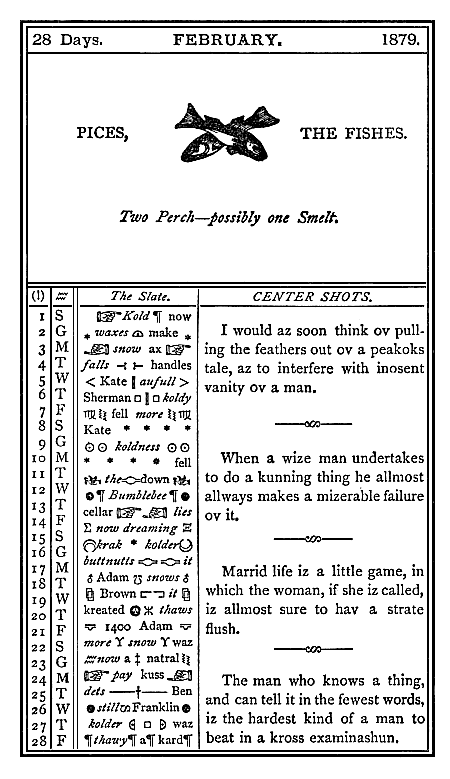 28 Days. FEBRUARY. 1879.
PICES, THE FISHES.
Two Perch—possibly one Smelt.
(!) ♒ The Slate. CENTER SHOTS.
1 S Kold ¶ now
2 G * waxes make *
3 M snow ax
4 T falls handles
5 W < Kate ‖ aufull >
6 T Sherman □ ‖ □ koldy
7 F ♍ fell more ♍
8 S Kate * * * *
9 G ⊙⊙ koldness ⊙⊙
10 M * * * * fell
11 T the down
12 W ●¶ Bumblebee ¶●
13 T cellar lies
14 F Σ now dreaming
15 S krak * kolder
16 G buttnutts it
17 M ♁ Adam snows ♁
18 T Brown it
19 W kreated thaws
20 T 1400 Adam
21 F more ♈ snow ♈ waz
22 S now a ‡ natral
23 G pay kuss
24 M dets —†— Ben
25 T ● still Franklin ●
26 W kolder □ waz
27 T ¶ thawy ¶ a ¶ kard ¶
28 F
I would az soon think ov pull-
ing the feathers out ov a peakoks
tale, az to interfere with inosent
vanity ov a man.
When a wize man undertakes
to do a kunning thing he allmost
allways makes a mizerable failure
ov it.
Marrid life iz a little game, in
which the woman, if she iz called,
iz allmost sure to hav a strate
flush.
The man who knows a thing,
and can tell it in the fewest words,
iz the hardest kind of a man to
beat in a kross examinashun.